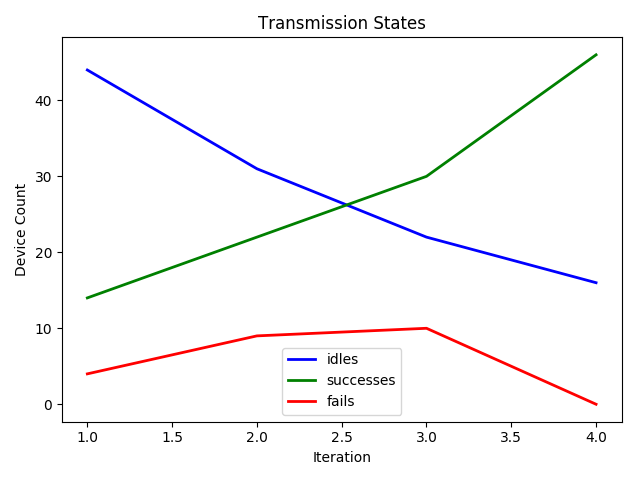 Transmission States
Device Count
40
30
20
10
0
idles
successes
fails
1.0 1.5 2.0 2.5 3.0 3.5 4.0
Iteration